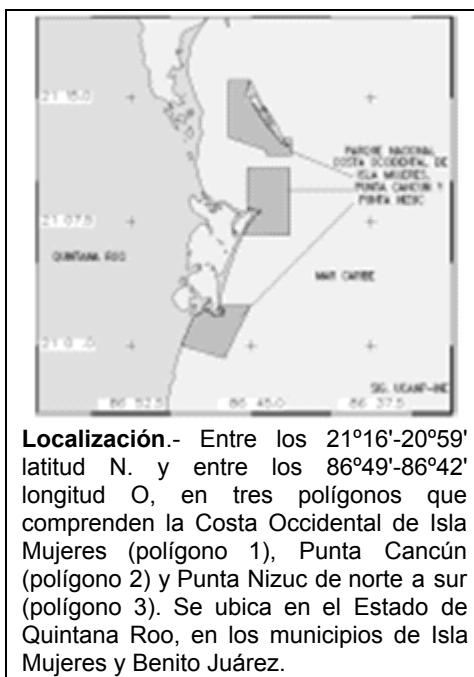 21 15.0
PARQUE NACIONAL
COSTA OCCIDENTAL DE
ISLA MUJERES,
PUNTA CANCUN Y
PUNTA NIZUC
21 07.5
QUINTANA ROO
MAR CARIBE
21 0 .0
SIG. UCANP-INE
86 52.5 86 45.0 86 37.5
Localización.- Entre los 21º16'-20º59'
latitud N. y entre los 86º49'-86º42'
longitud O, en tres polígonos que
comprenden la Costa Occidental de Isla
Mujeres (polígono 1), Punta Cancún
(polígono 2) y Punta Nizuc de norte a sur
(polígono 3). Se ubica en el Estado de
Quintana Roo, en los municipios de Isla
Mujeres y Benito Juárez.